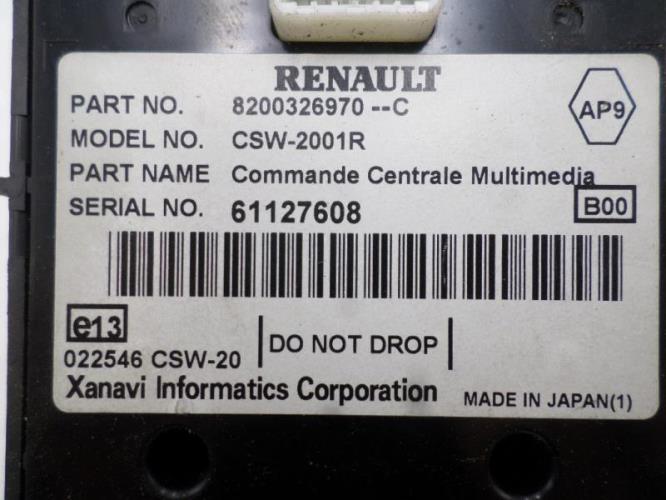 RENAULT
PART NO. 8200326970 --C
AP9
MODEL NO. CSW-2001R
PART NAME Commande Centrale Multimedia
SERIAL NO. 61127608
B00
e13
022546 CSW-20
DO NOT DROP
Xanavi Informatics Corporation
MADE IN JAPAN(1)